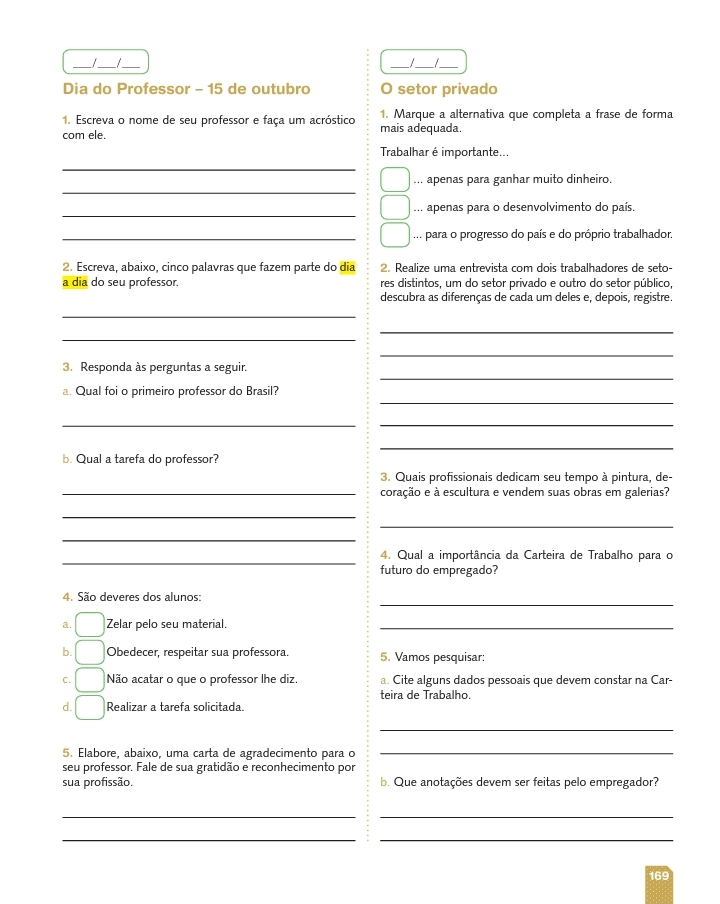 ___/___/___
Dia do Professor – 15 de outubro
1. Escreva o nome de seu professor e faça um acróstico
com ele.
2. Escreva, abaixo, cinco palavras que fazem parte do dia
a dia do seu professor.
3. Responda às perguntas a seguir.
a. Qual foi o primeiro professor do Brasil?
b. Qual a tarefa do professor?
4. São deveres dos alunos:
a. Zelar pelo seu material.
b. Obedecer, respeitar sua professora.
c. Não acatar o que o professor lhe diz.
d. Realizar a tarefa solicitada.
5. Elabore, abaixo, uma carta de agradecimento para o
seu professor. Fale de sua gratidão e reconhecimento por
sua profissão.
___/___/___
O setor privado
1. Marque a alternativa que completa a frase de forma
mais adequada.
Trabalhar é importante...
... apenas para ganhar muito dinheiro.
... apenas para o desenvolvimento do país.
... para o progresso do país e do próprio trabalhador.
2. Realize uma entrevista com dois trabalhadores de seto-
res distintos, um do setor privado e outro do setor público,
descubra as diferenças de cada um deles e, depois, registre.
3. Quais profissionais dedicam seu tempo à pintura, de-
coração e à escultura e vendem suas obras em galerias?
4. Qual a importância da Carteira de Trabalho para o
futuro do empregado?
5. Vamos pesquisar:
a. Cite alguns dados pessoais que devem constar na Car-
teira de Trabalho.
b. Que anotações devem ser feitas pelo empregador?
169